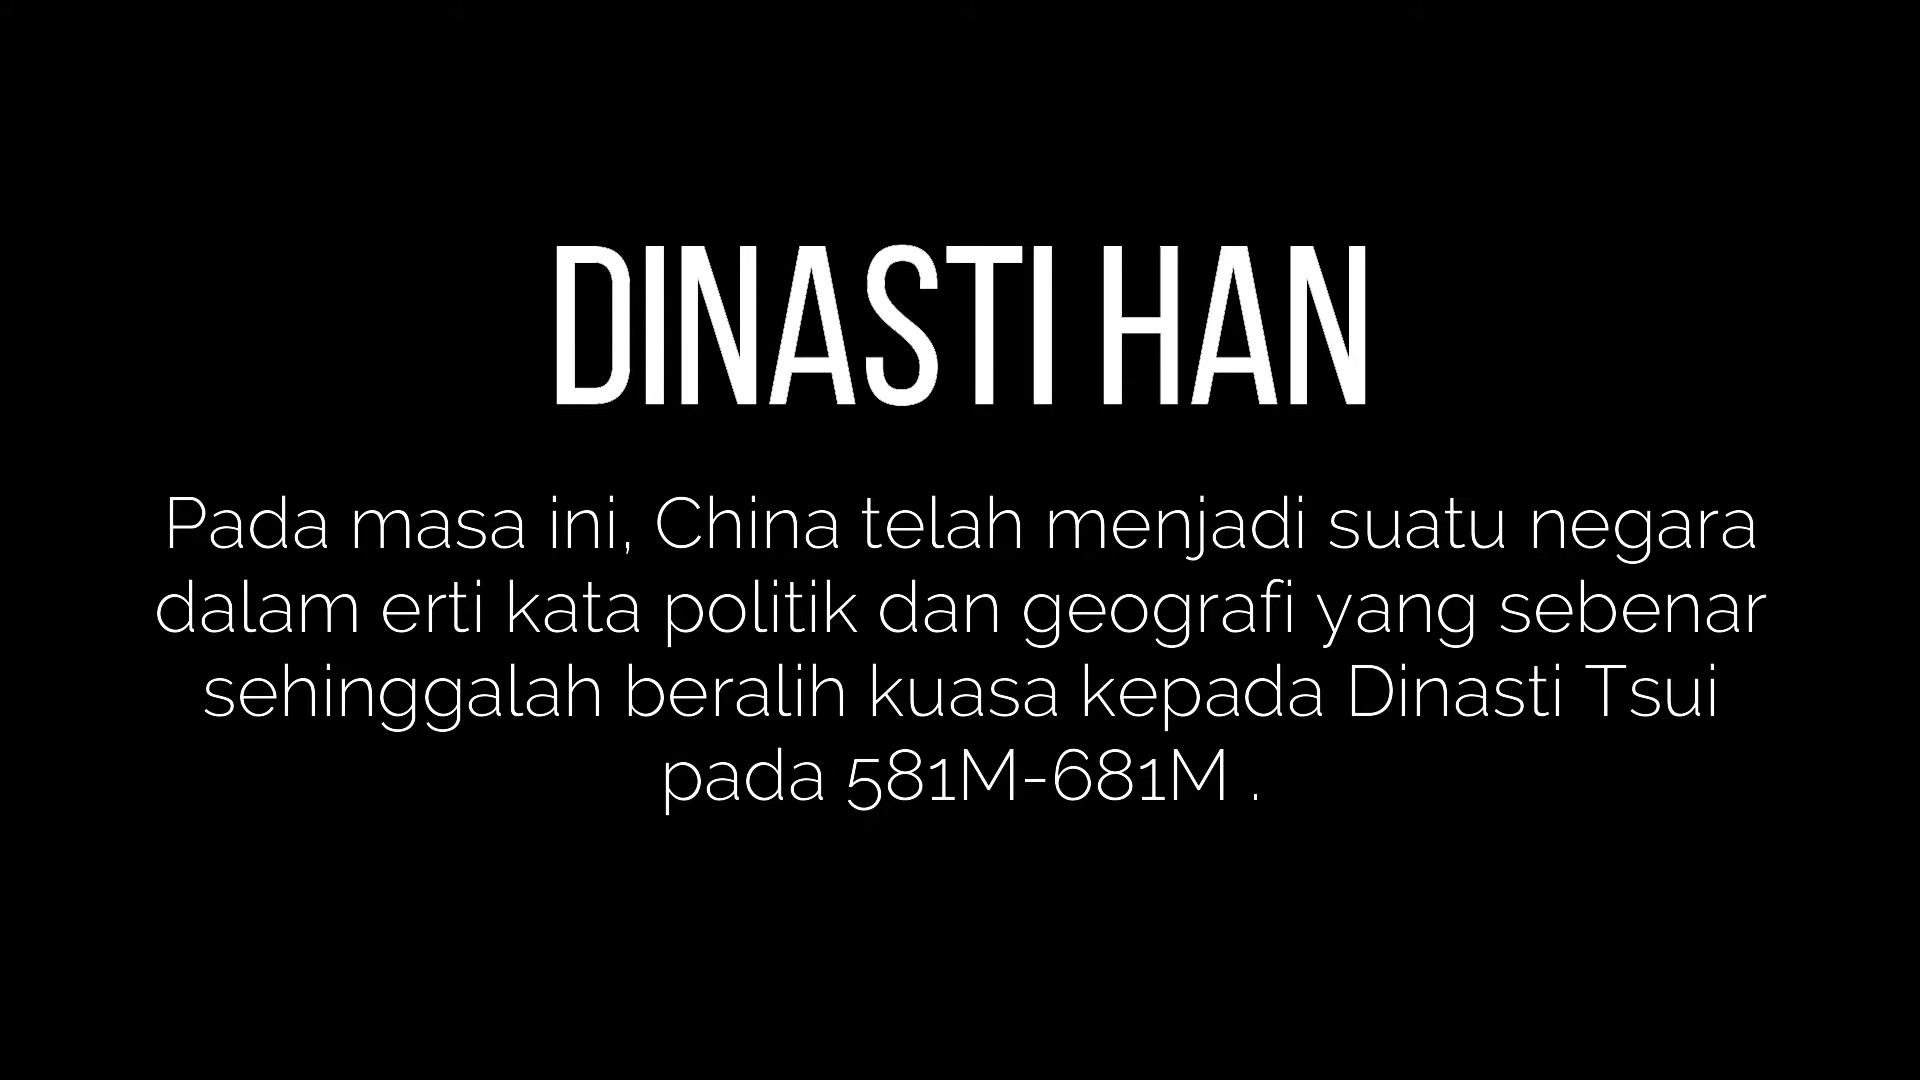 DINASTI HAN
Pada masa ini, China telah menjadi suatu negara
dalam erti kata politik dan geografi yang sebenar
sehinggalah beralih kuasa kepada Dinasti Tsui
pada 581M-681M .